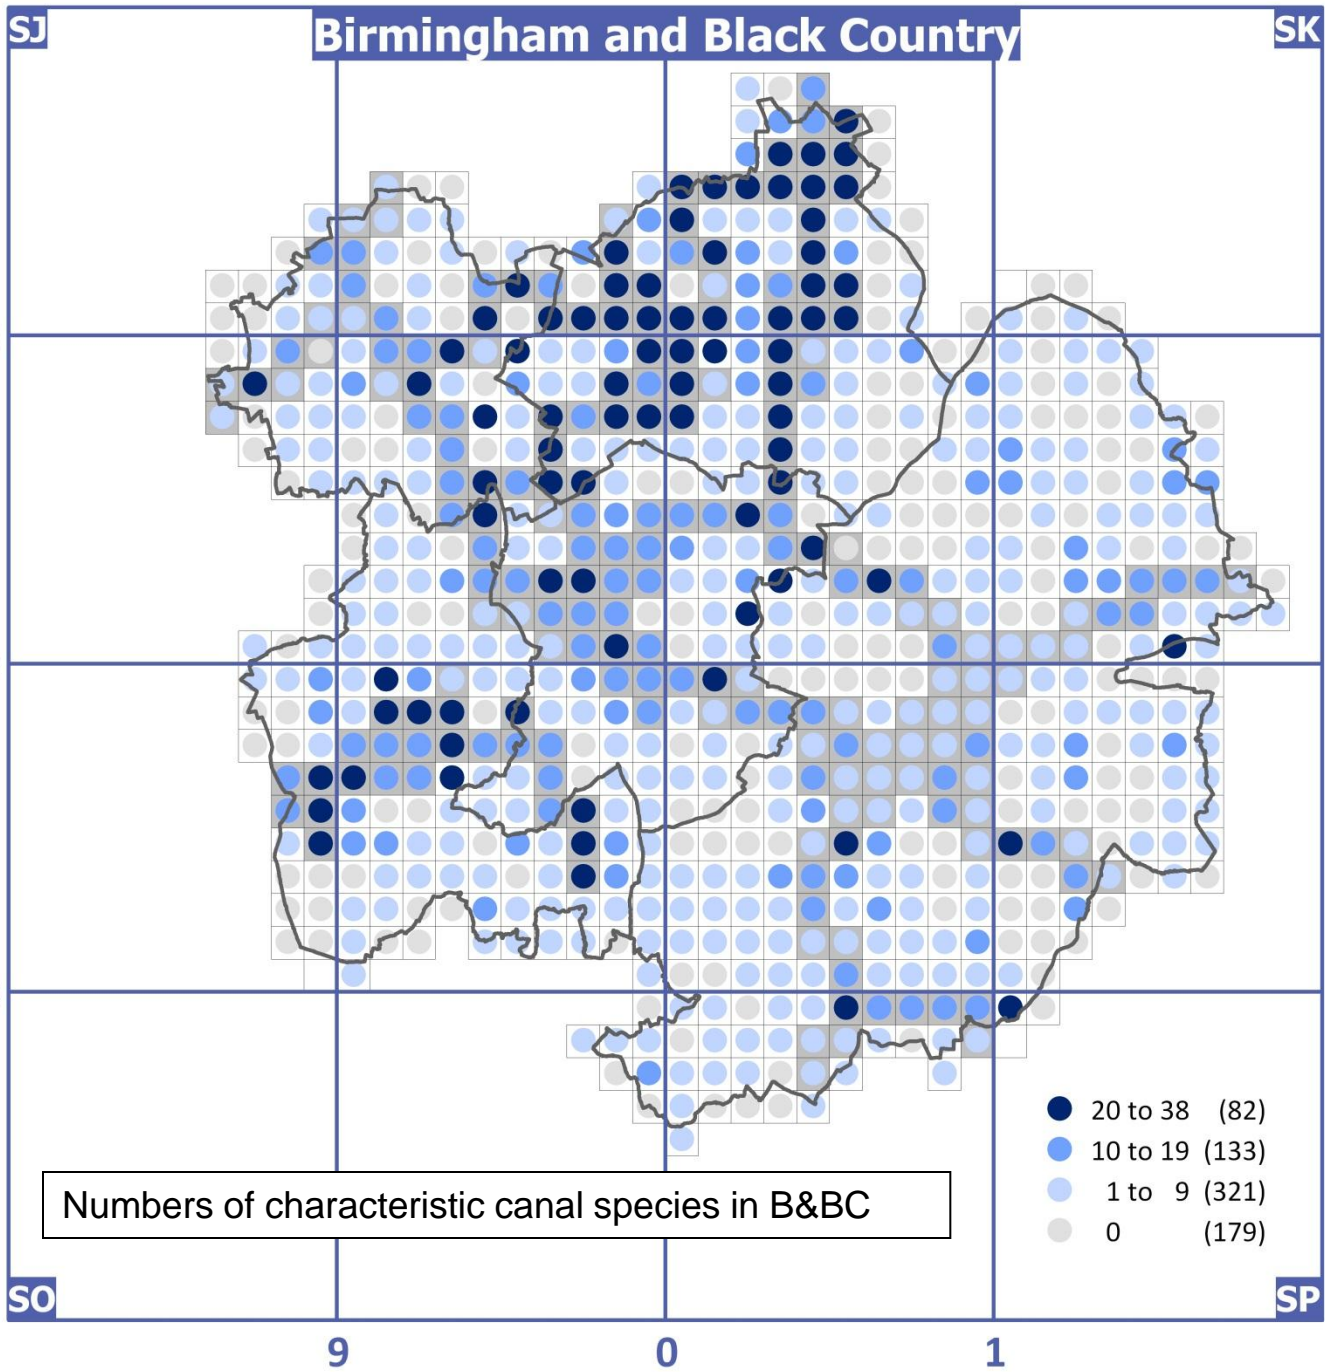 SJ
Birmingham and Black Country
SK
20 to 38 (82)
10 to 19 (133)
1 to 9 (321)
0 (179)
Numbers of characteristic canal species in B&BC
SO
SP
9 0 1